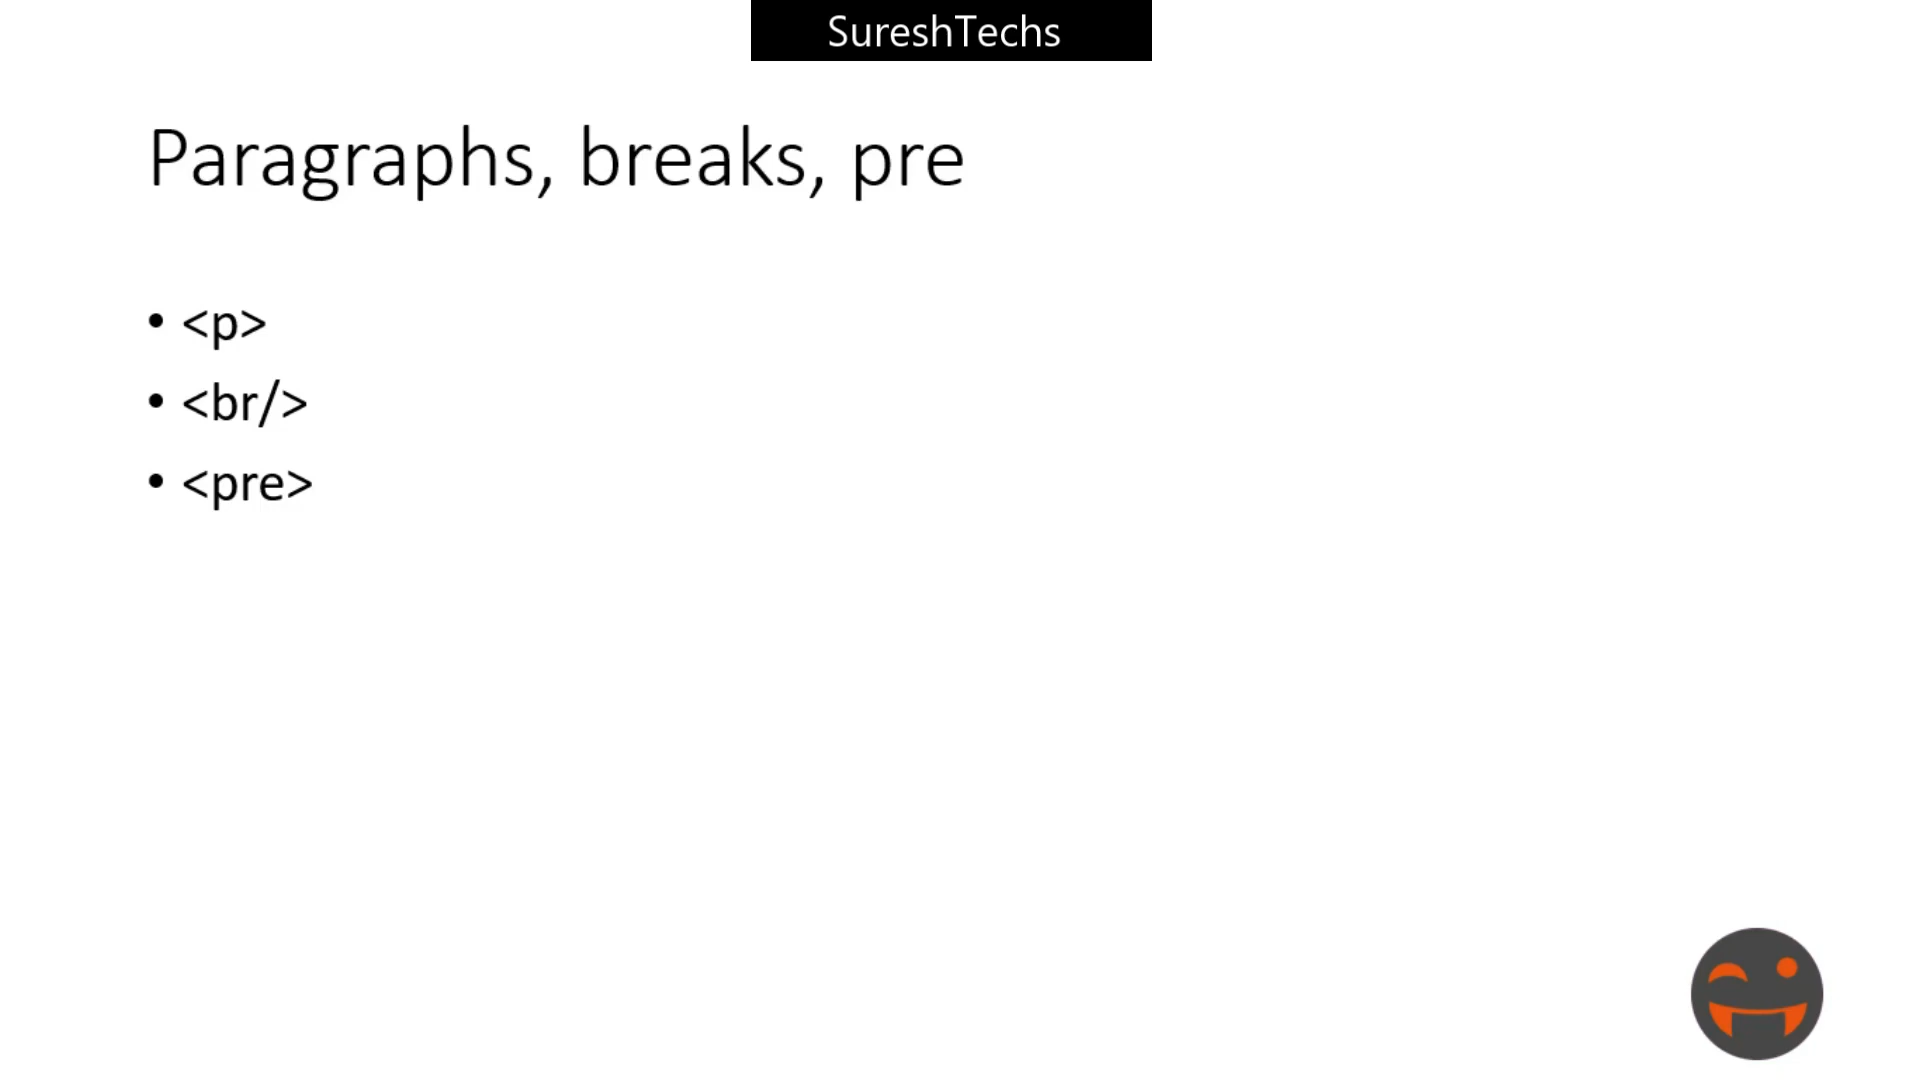 SureshTechs
Paragraphs, breaks, pre
• <p>
• <br/>
• <pre>